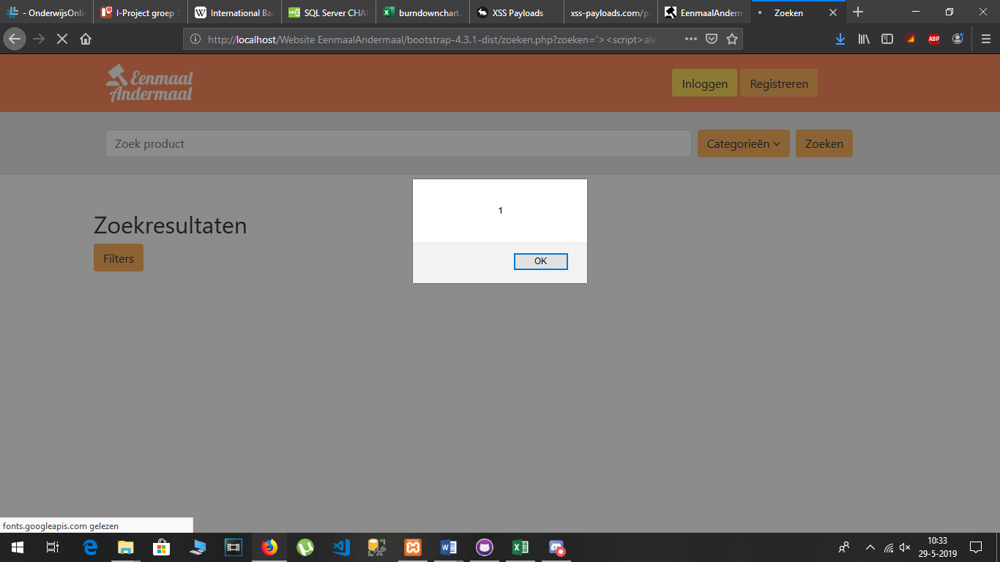 - OnderwijsOnli
I-Project groep 1
International Ba
SQL Server CHA
burndownchart.
XSS Payloads
xss-payloads.com/p
EenmaalAnderm
Zoeken
http://localhost/Website EenmaalAndermaal/bootstrap-4.3.1-dist/zoeken.php?zoeken='><script>ale
ABP
Eenmaal
Andermaal
Inloggen
Registreren
Zoek product
Categorieën
Zoeken
1
OK
Zoekresultaten
Filters
fonts.googleapis.com gelezen
10:33
29-5-2019